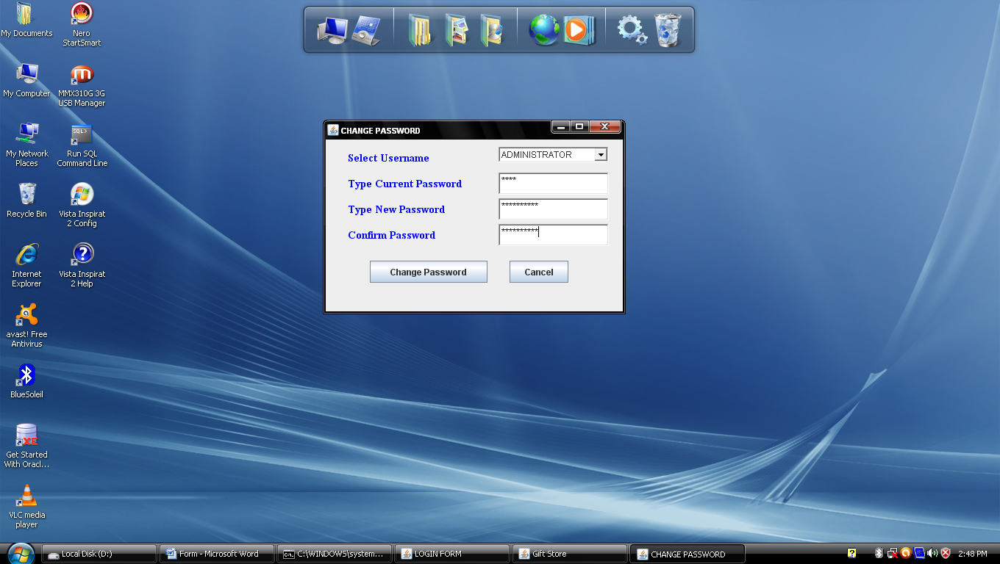 My Documents
Nero
StartSmart
My Computer
MMX310G 3G
USB Manager
My Network
Places
SQL>
Run SQL
Command Line
Recycle Bin
Vista Inspirat
2 Config
Internet
Explorer
Vista Inspirat
2 Help
avast! Free
Antivirus
BlueSoleil
XE
Get Started
With Oracl...
VLC media
player
CHANGE PASSWORD
Select Username
ADMINISTRATOR
Type Current Password
****
Type New Password
**********
Confirm Password
**********
Change Password
Cancel
Local Disk (D:)
Form - Microsoft Word
C:\WINDOWS\system...
LOGIN FORM
Gift Store
CHANGE PASSWORD
2:48 PM